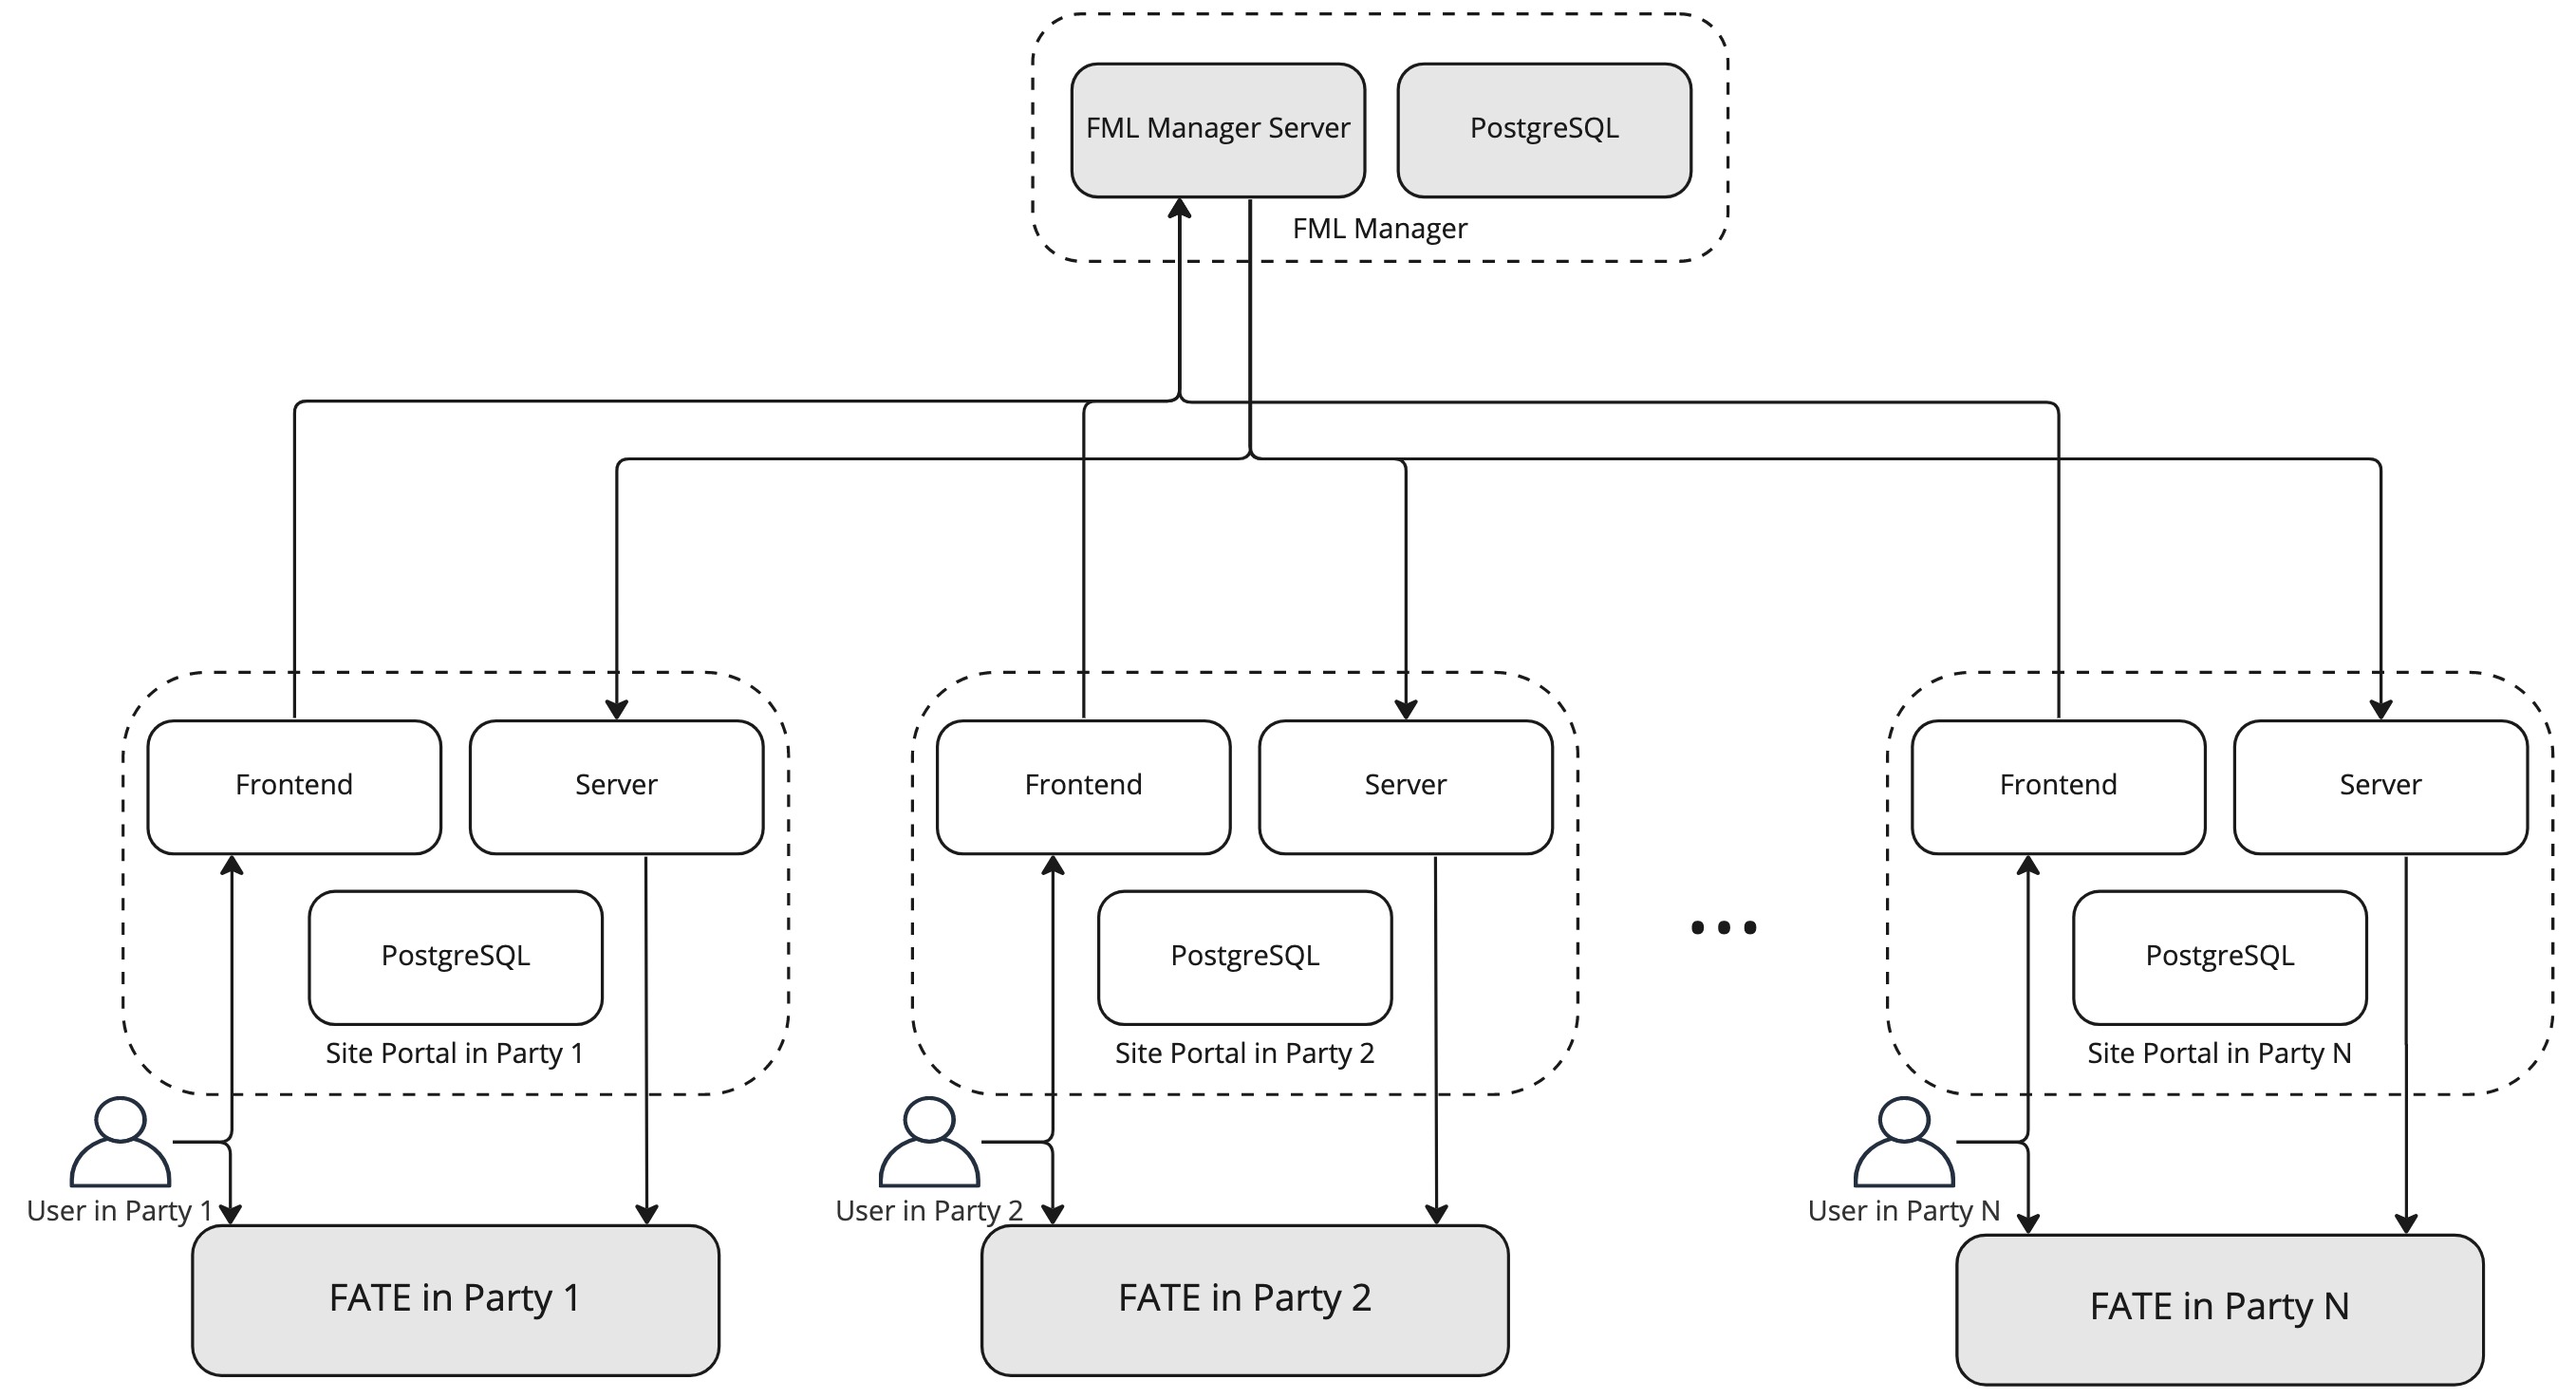 FML Manager Server
PostgreSQL
FML Manager
Frontend
Server
PostgreSQL
Site Portal in Party 1
User in Party 1
FATE in Party 1
Frontend
Server
PostgreSQL
Site Portal in Party 2
User in Party 2
FATE in Party 2
...
Frontend
Server
PostgreSQL
Site Portal in Party N
User in Party N
FATE in Party N